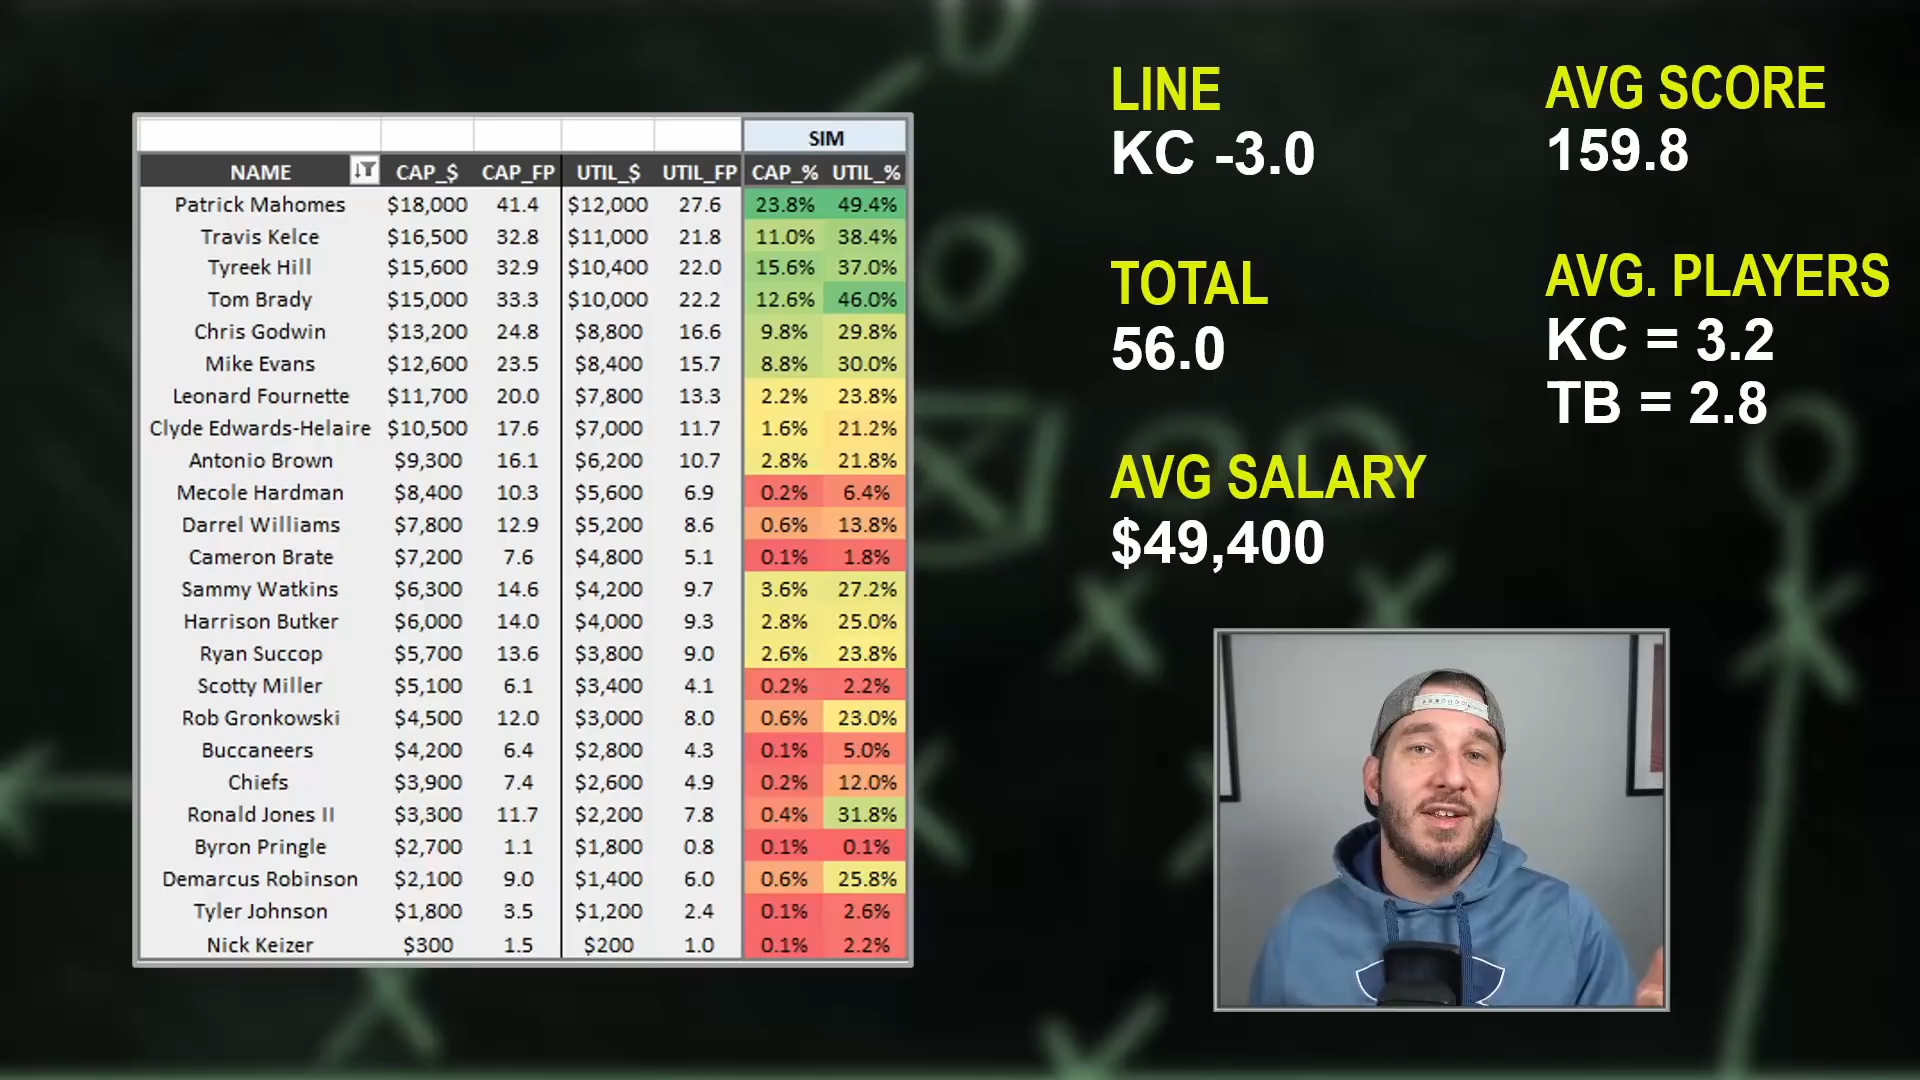 SIM
NAME CAP_$ CAP_FP UTIL_$ UTIL_FP CAP_% UTIL_%
Patrick Mahomes $18,000 41.4 $12,000 27.6 23.8% 49.4%
Travis Kelce $16,500 32.8 $11,000 21.8 11.0% 38.4%
Tyreek Hill $15,600 32.9 $10,400 22.0 15.6% 37.0%
Tom Brady $15,000 33.3 $10,000 22.2 12.6% 46.0%
Chris Godwin $13,200 24.8 $8,800 16.6 9.8% 29.8%
Mike Evans $12,600 23.5 $8,400 15.7 8.8% 30.0%
Leonard Fournette $11,700 20.0 $7,800 13.3 2.2% 23.8%
Clyde Edwards-Helaire $10,500 17.6 $7,000 11.7 1.6% 21.2%
Antonio Brown $9,300 16.1 $6,200 10.7 2.8% 21.8%
Mecole Hardman $8,400 10.3 $5,600 6.9 0.2% 6.4%
Darrel Williams $7,800 12.9 $5,200 8.6 0.6% 13.8%
Cameron Brate $7,200 7.6 $4,800 5.1 0.1% 1.8%
Sammy Watkins $6,300 14.6 $4,200 9.7 3.6% 27.2%
Harrison Butker $6,000 14.0 $4,000 9.3 2.8% 25.0%
Ryan Succop $5,700 13.6 $3,800 9.0 2.6% 23.8%
Scotty Miller $5,100 6.1 $3,400 4.1 0.2% 2.2%
Rob Gronkowski $4,500 12.0 $3,000 8.0 0.6% 23.0%
Buccaneers $4,200 6.4 $2,800 4.3 0.1% 5.0%
Chiefs $3,900 7.4 $2,600 4.9 0.2% 12.0%
Ronald Jones II $3,300 11.7 $2,200 7.8 0.4% 31.8%
Byron Pringle $2,700 1.1 $1,800 0.8 0.1% 0.1%
Demarcus Robinson $2,100 9.0 $1,400 6.0 0.6% 25.8%
Tyler Johnson $1,800 3.5 $1,200 2.4 0.1% 2.6%
Nick Keizer $300 1.5 $200 1.0 0.1% 2.2%
LINE
KC -3.0
TOTAL
56.0
AVG SALARY
$49,400
AVG SCORE
159.8
AVG. PLAYERS
KC = 3.2
TB = 2.8